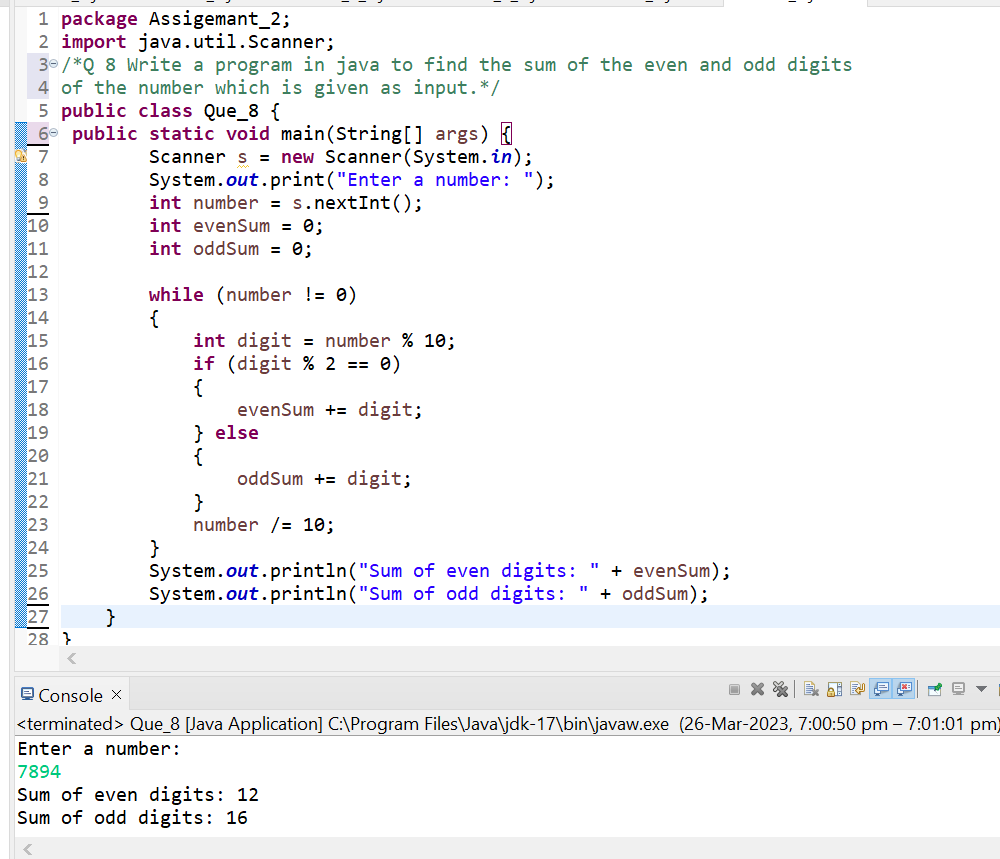 1 package Assigemant_2;
2 import java.util.Scanner;
3 /*Q 8 Write a program in java to find the sum of the even and odd digits
4 of the number which is given as input.*/
5 public class Que_8 {
6 public static void main(String[] args) {
7 Scanner s = new Scanner(System.in);
8 System.out.print("Enter a number: ");
9 int number = s.nextInt();
10 int evenSum = 0;
11 int oddSum = 0;
12
13 while (number != 0)
14 {
15 int digit = number % 10;
16 if (digit % 2 == 0)
17 {
18 evenSum += digit;
19 } else
20 {
21 oddSum += digit;
22 }
23 number /= 10;
24 }
25 System.out.println("Sum of even digits: " + evenSum);
26 System.out.println("Sum of odd digits: " + oddSum);
27 }
28 }
Console
<terminated> Que_8 [Java Application] C:\Program Files\Java\jdk-17\bin\javaw.exe (26-Mar-2023, 7:00:50 pm – 7:01:01 pm)
Enter a number:
7894
Sum of even digits: 12
Sum of odd digits: 16